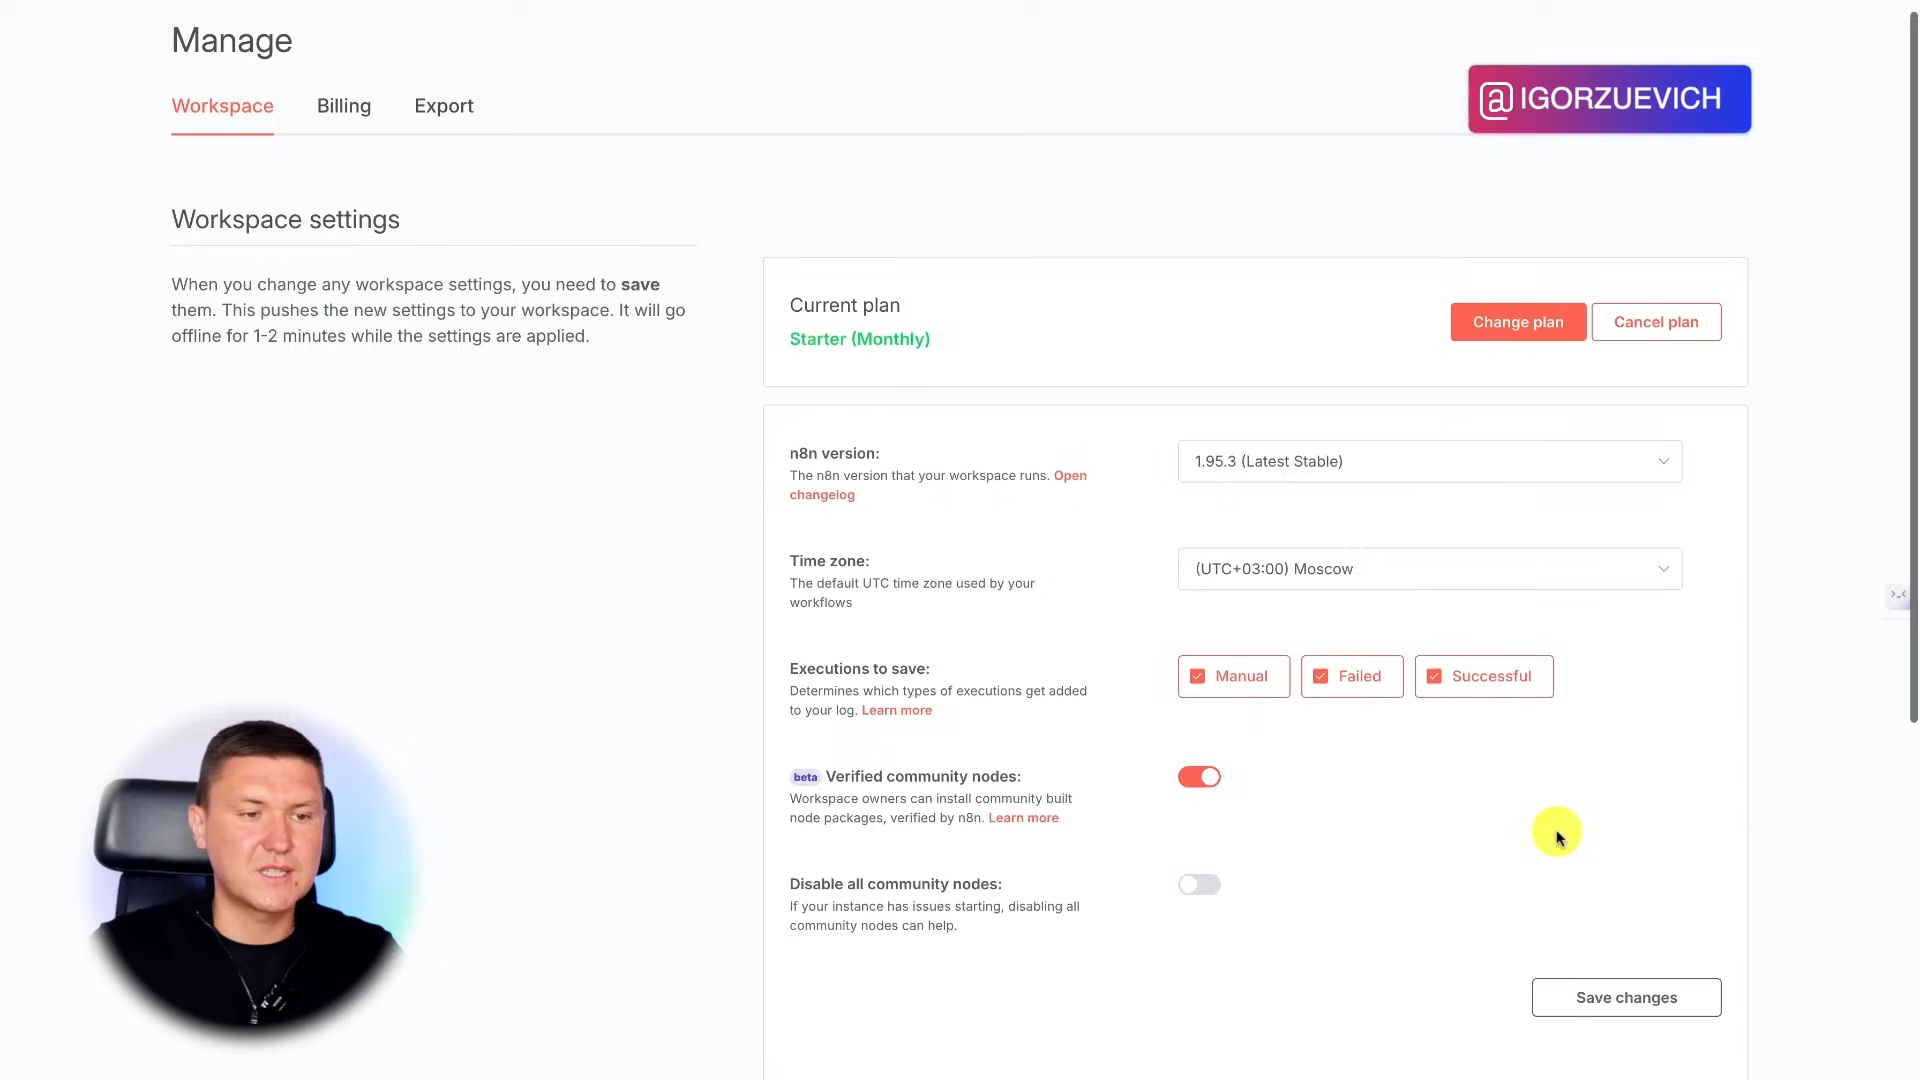 Manage
Workspace Billing Export
@IGORZUEVICH
Workspace settings
When you change any workspace settings, you need to save
them. This pushes the new settings to your workspace. It will go
offline for 1-2 minutes while the settings are applied.
Current plan
Starter (Monthly)
Change plan
Cancel plan
n8n version:
The n8n version that your workspace runs. Open
changelog
1.95.3 (Latest Stable)
Time zone:
The default UTC time zone used by your
workflows
(UTC+03:00) Moscow
Executions to save:
Determines which types of executions get added
to your log. Learn more
Manual
Failed
Successful
beta Verified community nodes:
Workspace owners can install community built
node packages, verified by n8n. Learn more
Disable all community nodes:
If your instance has issues starting, disabling all
community nodes can help.
Save changes